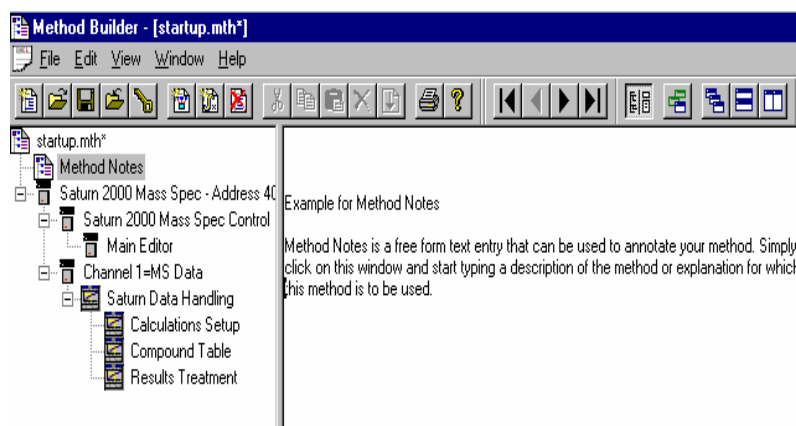 Method Builder - [startup.mth*]
File Edit View Window Help
startup.mth*
Method Notes
Saturn 2000 Mass Spec - Address 40
Saturn 2000 Mass Spec Control
Main Editor
Channel 1=MS Data
Saturn Data Handling
Calculations Setup
Compound Table
Results Treatment
Example for Method Notes
Method Notes is a free form text entry that can be used to annotate your method. Simply
click on this window and start typing a description of the method or explanation for which
this method is to be used.